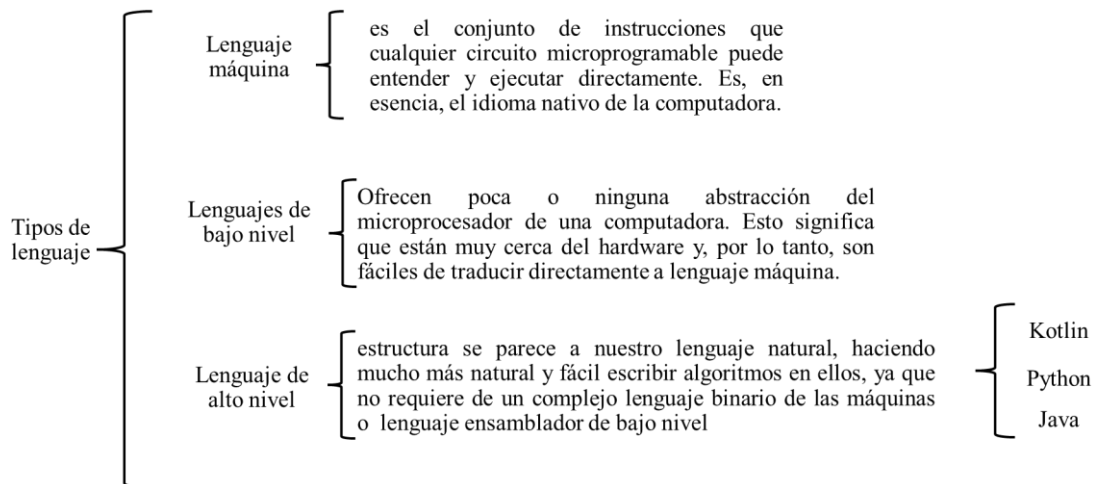 Tipos de
lenguaje
Lenguaje
máquina
es el conjunto de instrucciones que
cualquier circuito microprogramable puede
entender y ejecutar directamente. Es, en
esencia, el idioma nativo de la computadora.
Lenguajes de
bajo nivel
Ofrecen poca o ninguna abstracción del
microprocesador de una computadora. Esto significa
que están muy cerca del hardware y, por lo tanto, son
fáciles de traducir directamente a lenguaje máquina.
Lenguaje de
alto nivel
estructura se parece a nuestro lenguaje natural, haciendo
mucho más natural y fácil escribir algoritmos en ellos, ya que
no requiere de un complejo lenguaje binario de las máquinas
o lenguaje ensamblador de bajo nivel
Kotlin
Python
Java